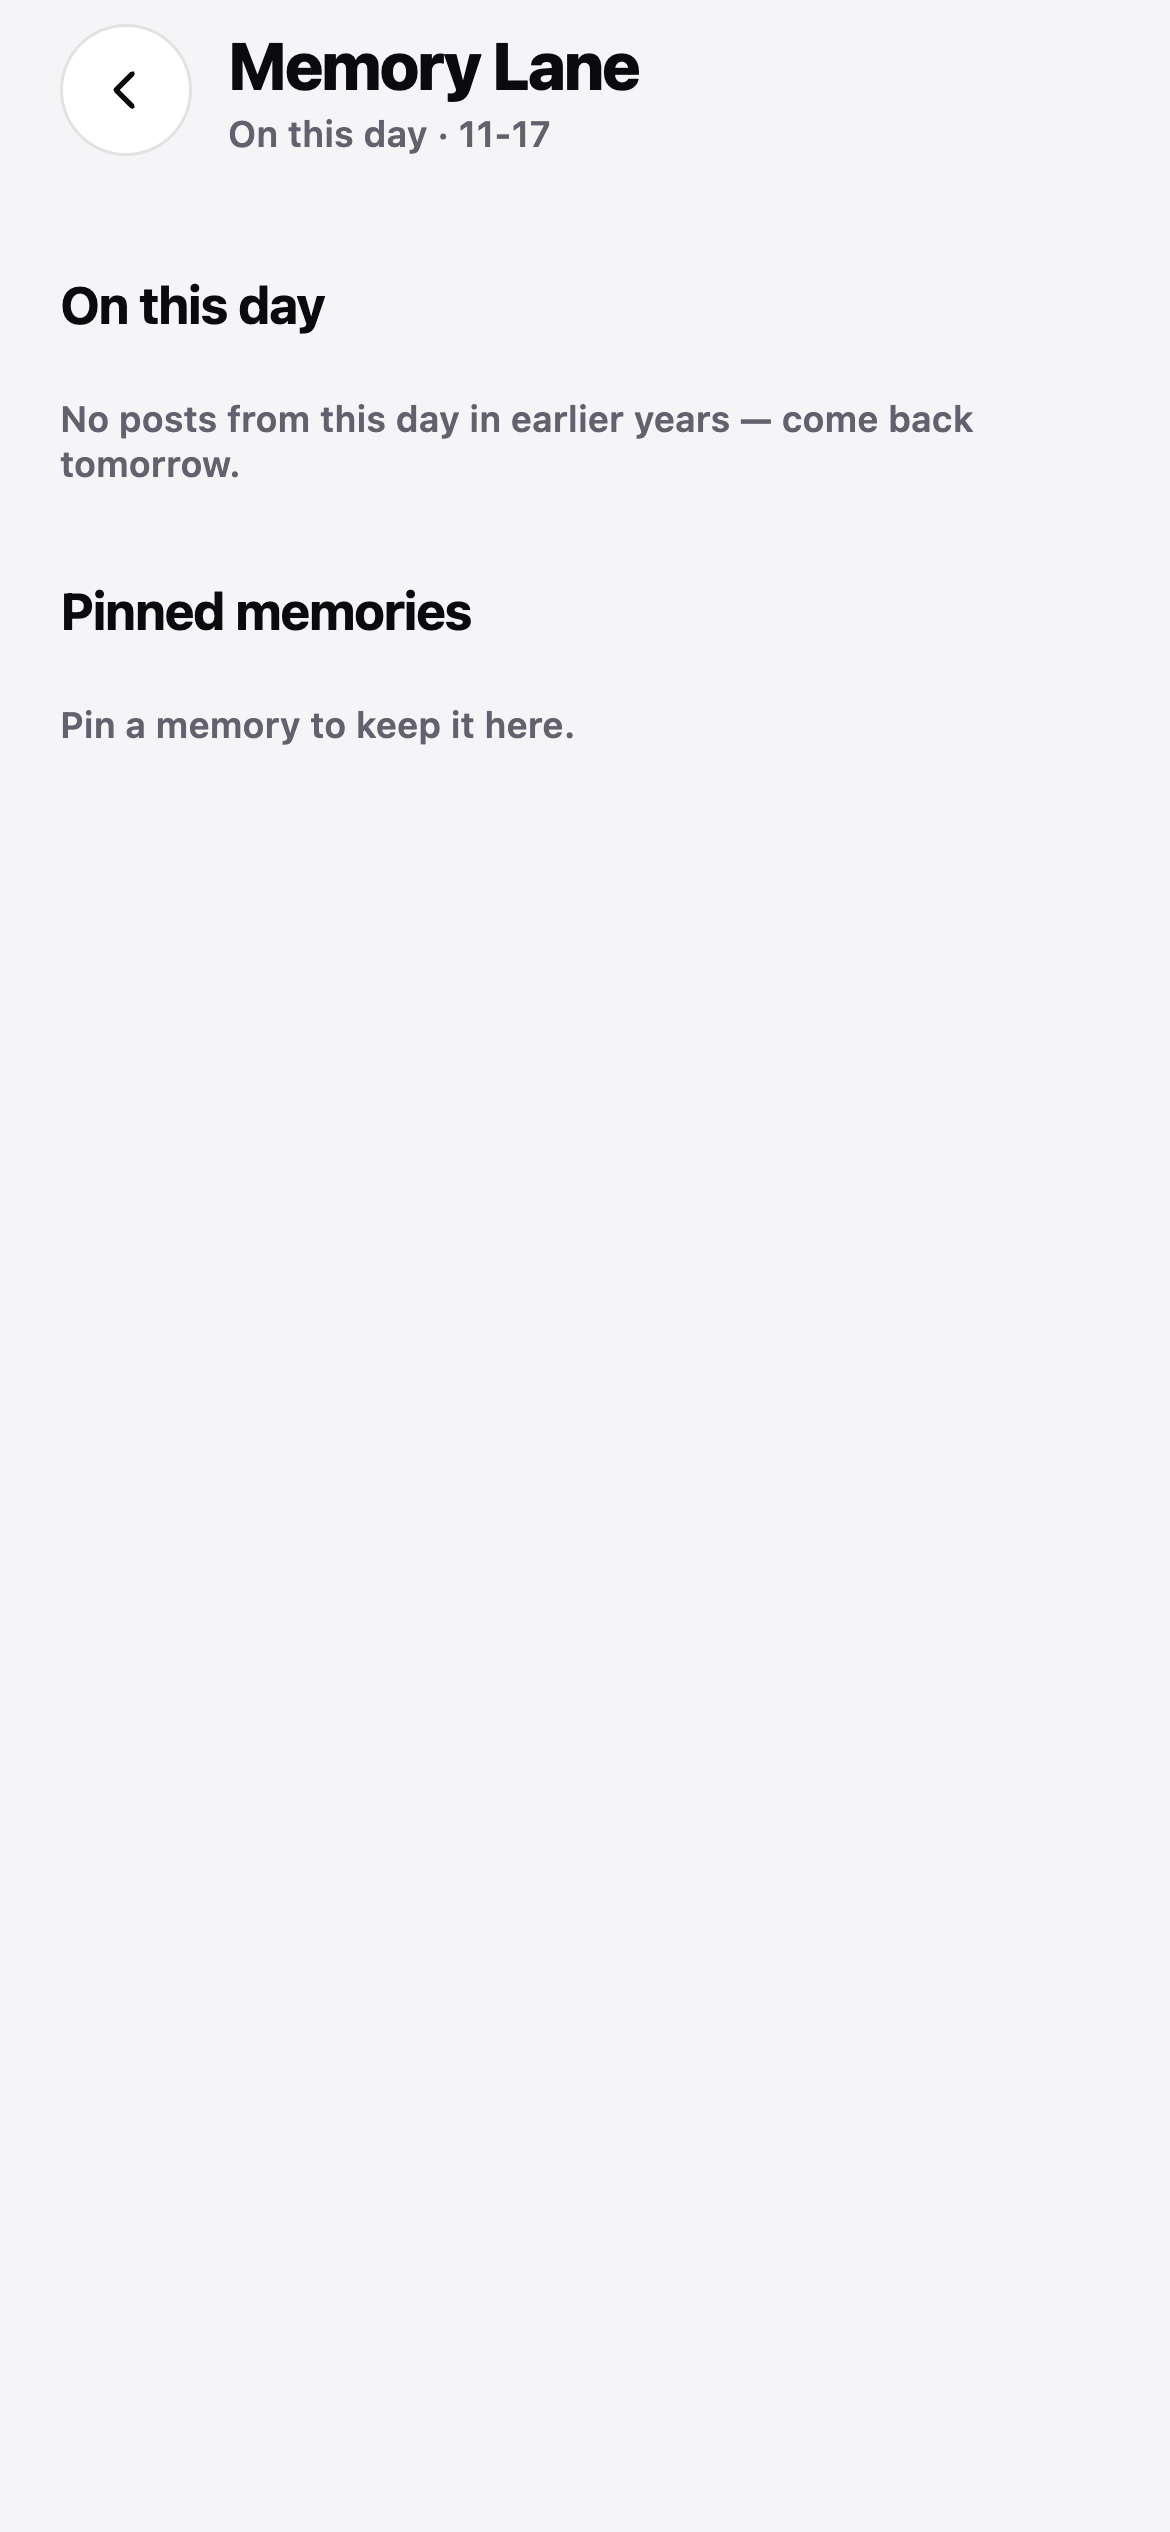 Memory Lane
On this day · 11-17
On this day
No posts from this day in earlier years — come back
tomorrow.
Pinned memories
Pin a memory to keep it here.